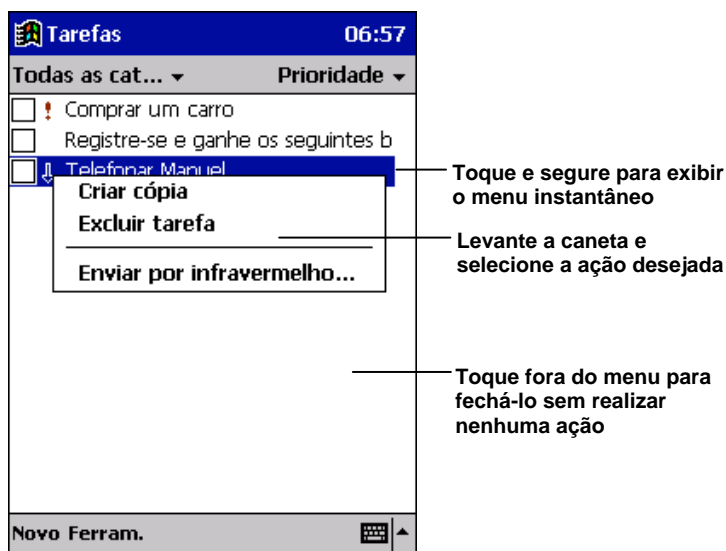 Tarefas 06:57
Todas as cat... Prioridade
! Comprar um carro
Registre-se e ganhe os seguintes b
Telefonar Manuel
Criar cópia
Excluir tarefa
Enviar por infravermelho...
Toque e segure para exibir
o menu instantâneo
Levante a caneta e
selecione a ação desejada
Toque fora do menu para
fechá-lo sem realizar
nenhuma ação
Novo Ferram.